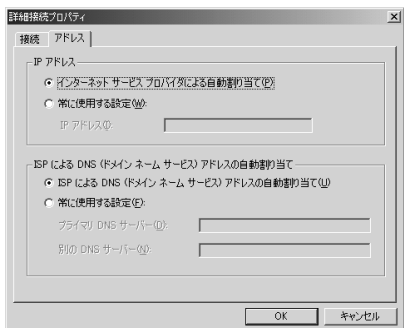 詳細接続プロパティ
接続 アドレス
IP アドレス
インターネット サービス プロバイダによる自動割り当て(P)
常に使用する設定(W):
IP アドレス(I):
ISP による DNS (ドメイン ネーム サービス) アドレスの自動割り当て
ISP による DNS (ドメイン ネーム サービス) アドレスの自動割り当て(U)
常に使用する設定(F):
プライマリ DNS サーバー(D):
別の DNS サーバー(N):
OK キャンセル